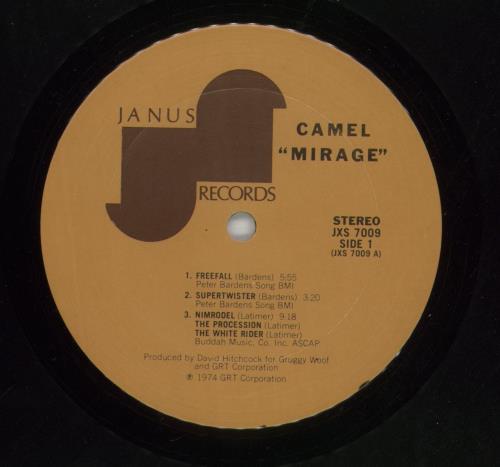 JANUS
RECORDS
CAMEL
"MIRAGE"
STEREO
JXS 7009
SIDE 1
(JXS 7009 A)
1. FREEFALL (Bardens) 5:55
Peter Bardens Song BMI
2. SUPERTWISTER (Bardens) 3:20
Peter Bardens Song BMI
3. NIMRODEL (Latimer) 9:18
THE PROCESSION (Latimer)
THE WHITE RIDER (Latimer)
Buddah Music, Co. Inc. ASCAP
Produced by David Hitchcock for Gruggy Woof
and GRT Corporation
℗ 1974 GRT Corporation